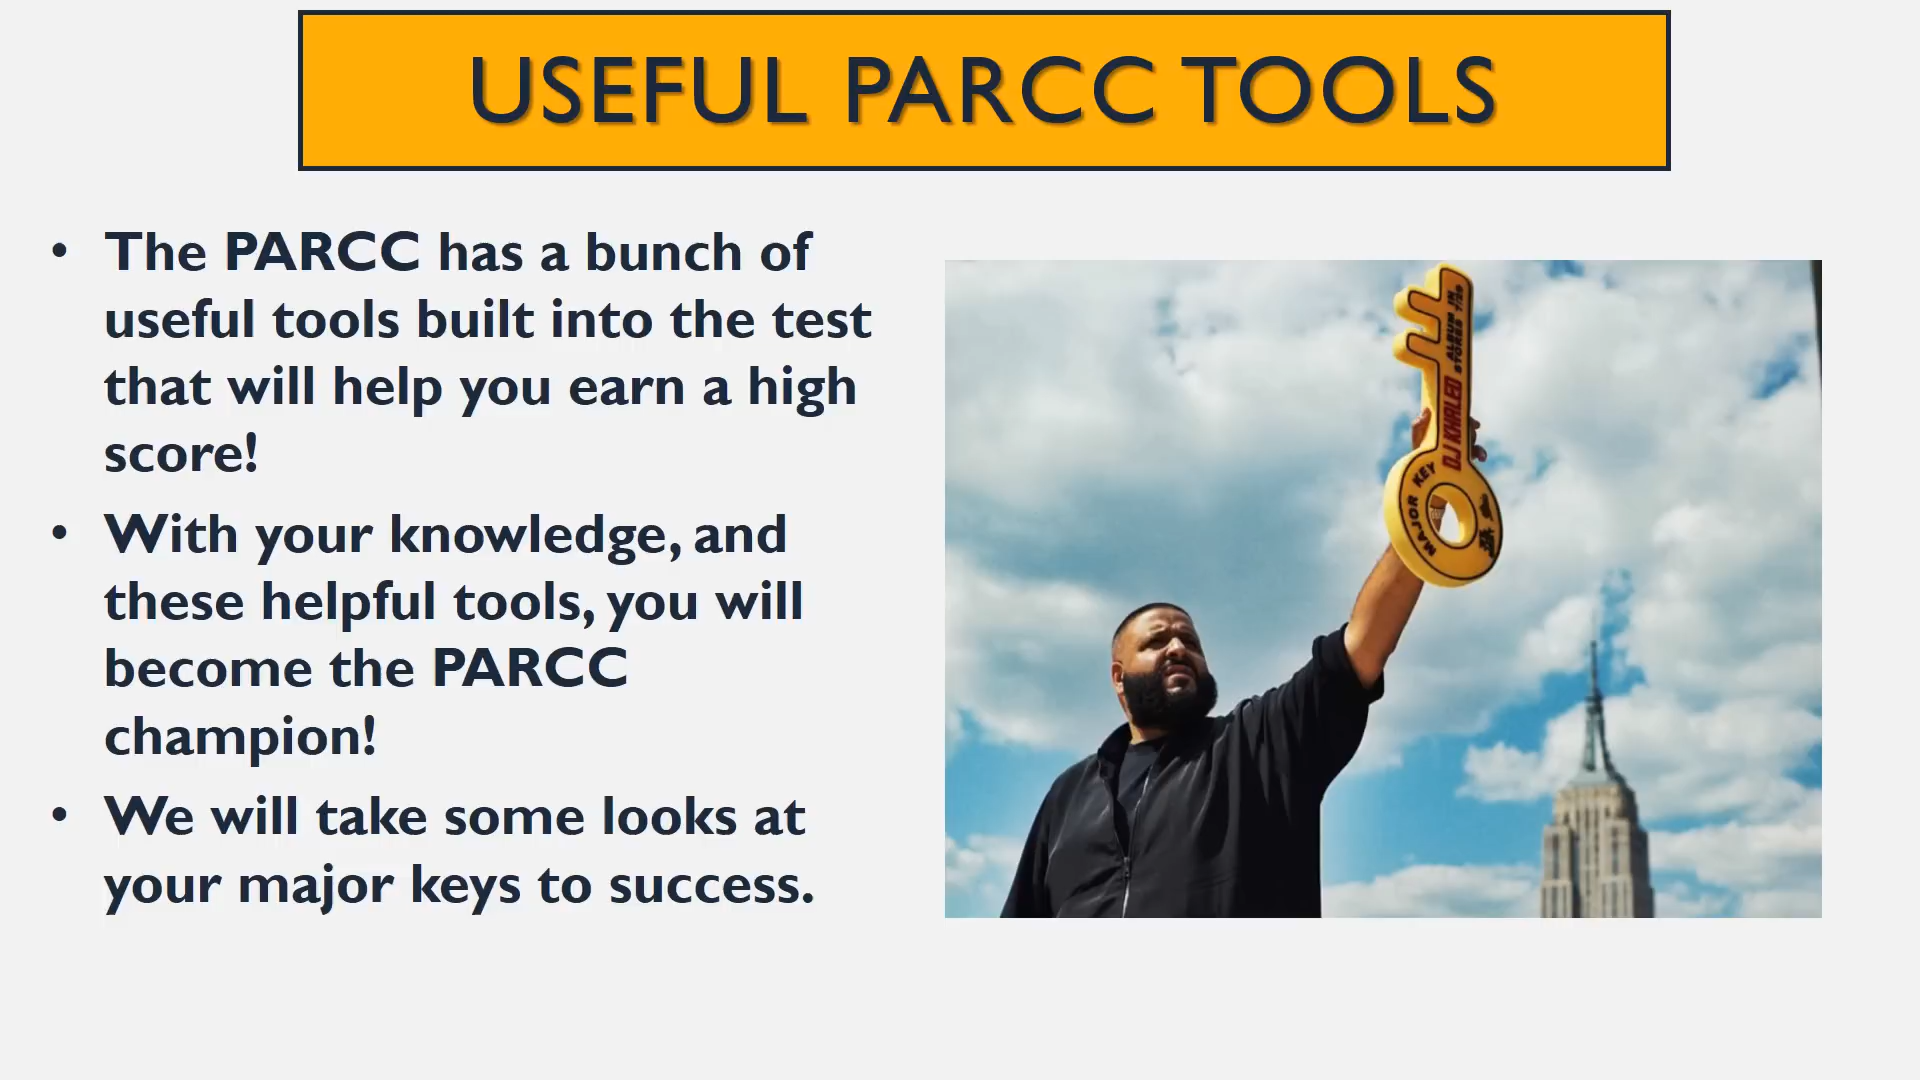 USEFUL PARCC TOOLS
• The PARCC has a bunch of
useful tools built into the test
that will help you earn a high
score!
• With your knowledge, and
these helpful tools, you will
become the PARCC
champion!
• We will take some looks at
your major keys to success.
MAJOR KEY
DJ KHALED
ALBUM IN
STORES 7/29